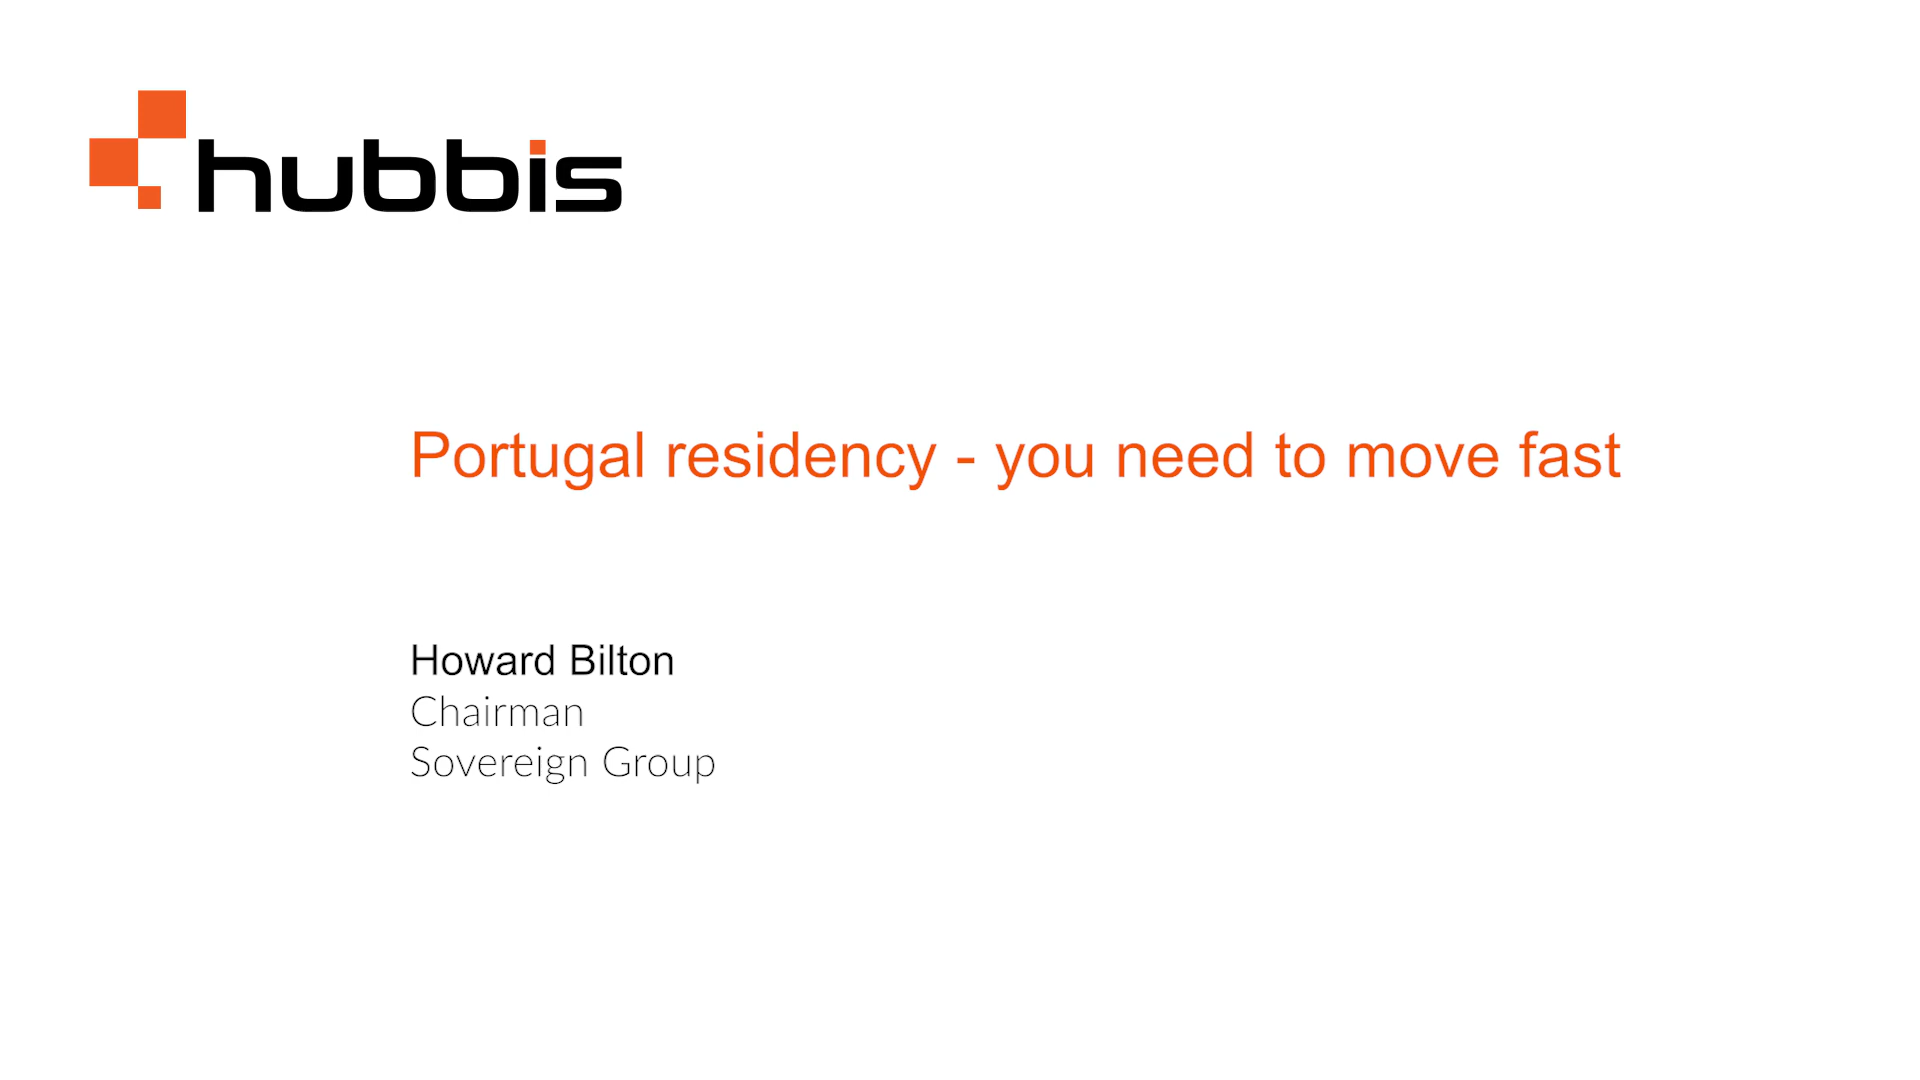 hubbis
Portugal residency - you need to move fast
Howard Bilton
Chairman
Sovereign Group